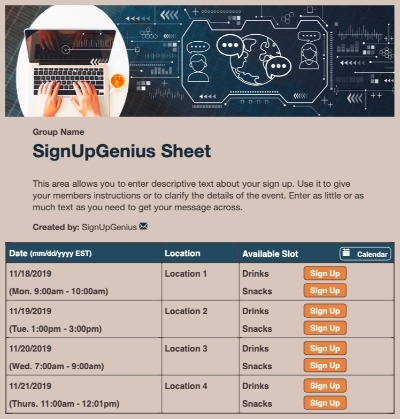 Group Name
SignUpGenius Sheet
This area allows you to enter descriptive text about your sign up. Use it to give
your members instructions or to clarify the details of the event. Enter as little or as
much text as you need to get your message across.
Created by: SignUpGenius
Date (mm/dd/yyyy EST) Location Available Slot Calendar
11/18/2019 Location 1 Drinks Sign Up
(Mon. 9:00am - 10:00am) Snacks Sign Up
11/19/2019 Location 2 Drinks Sign Up
(Tue. 1:00pm - 3:00pm) Snacks Sign Up
11/20/2019 Location 3 Drinks Sign Up
(Wed. 7:00am - 9:00am) Snacks Sign Up
11/21/2019 Location 4 Drinks Sign Up
(Thurs. 11:00am - 12:01pm) Snacks Sign Up